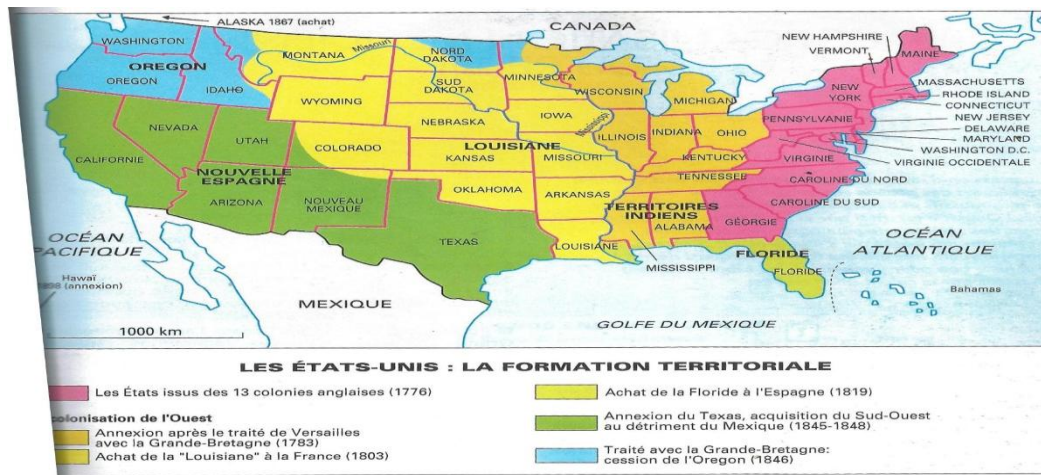 ALASKA 1867 (achat)
CANADA
NEW HAMPSHIRE
VERMONT
MAINE
WASHINGTON
MONTANA
Missouri
NORD
DAKOTA
OREGON
OREGON
IDAHO
MINNESOTA
SUD
DAKOTA
WISCONSIN
MICHIGAN
NEW
YORK
MASSACHUSETTS
RHODE ISLAND
CONNECTICUT
NEW JERSEY
DELAWARE
MARYLAND
WASHINGTON D.C.
VIRGINIE OCCIDENTALE
WYOMING
NEBRASKA
IOWA
Mississippi
PENNSYLVANIE
NEVADA
UTAH
COLORADO
LOUISIANE
KANSAS
MISSOURI
ILLINOIS
INDIANA
OHIO
KENTUCKY
VIRGINIE
CALIFORNIE
NOUVELLE
ESPAGNE
ARIZONA
NOUVEAU
MEXIQUE
OKLAHOMA
ARKANSAS
TENNESSEE
CAROLINE DU NORD
CAROLINE DU SUD
TERRITOIRES
INDIENS
ALABAMA
GÉORGIE
TEXAS
LOUISIANE
MISSISSIPPI
FLORIDE
FLORIDE
OCÉAN
PACIFIQUE
OCÉAN
ATLANTIQUE
Hawaï
(annexion)
MEXIQUE
Bahamas
GOLFE DU MEXIQUE
1000 km
LES ÉTATS-UNIS : LA FORMATION TERRITORIALE
Les États issus des 13 colonies anglaises (1776)
olonisation de l'Ouest
Annexion après le traité de Versailles
avec la Grande-Bretagne (1783)
Achat de la "Louisiane" à la France (1803)
Achat de la Floride à l'Espagne (1819)
Annexion du Texas, acquisition du Sud-Ouest
au détriment du Mexique (1845-1848)
Traité avec la Grande-Bretagne:
cession de l'Oregon (1846)